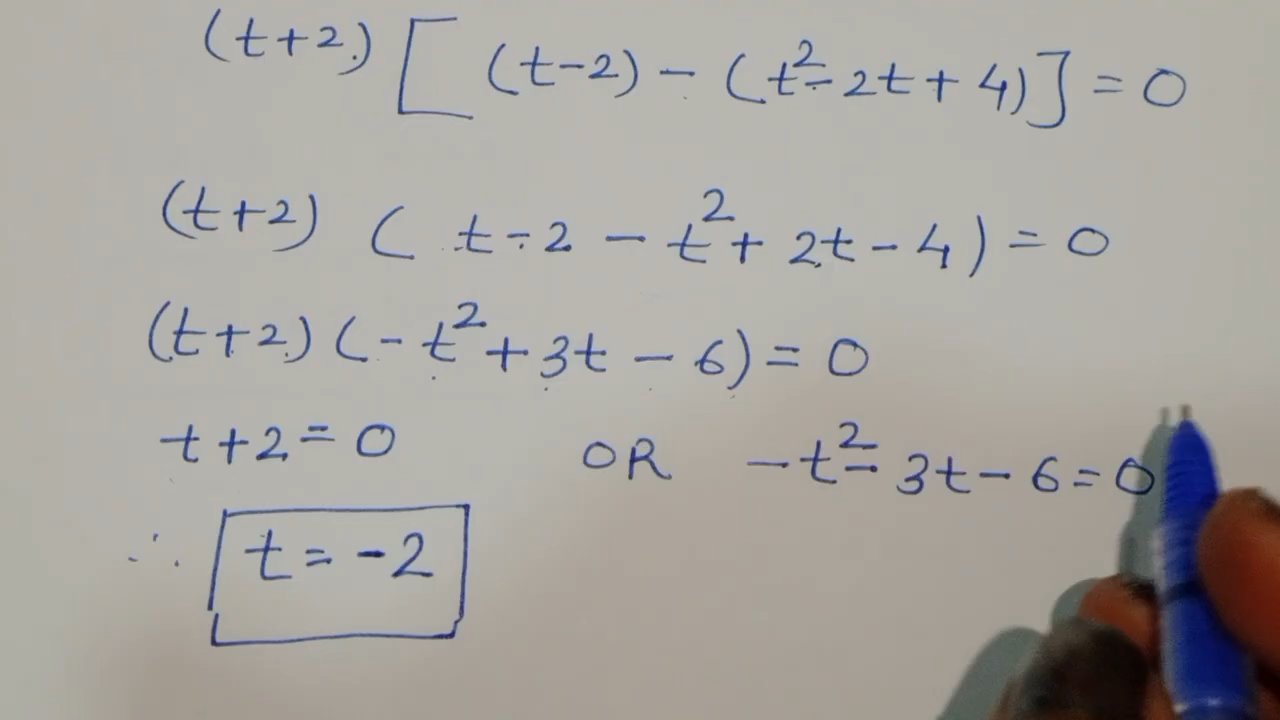 (t+2) [ (t-2) - (t²-2t+4)] = 0
(t+2) ( t-2 - t²+ 2t-4) = 0
(t+2) (-t²+3t-6) = 0
t+2=0 OR -t²-3t-6=0
∴ t=-2